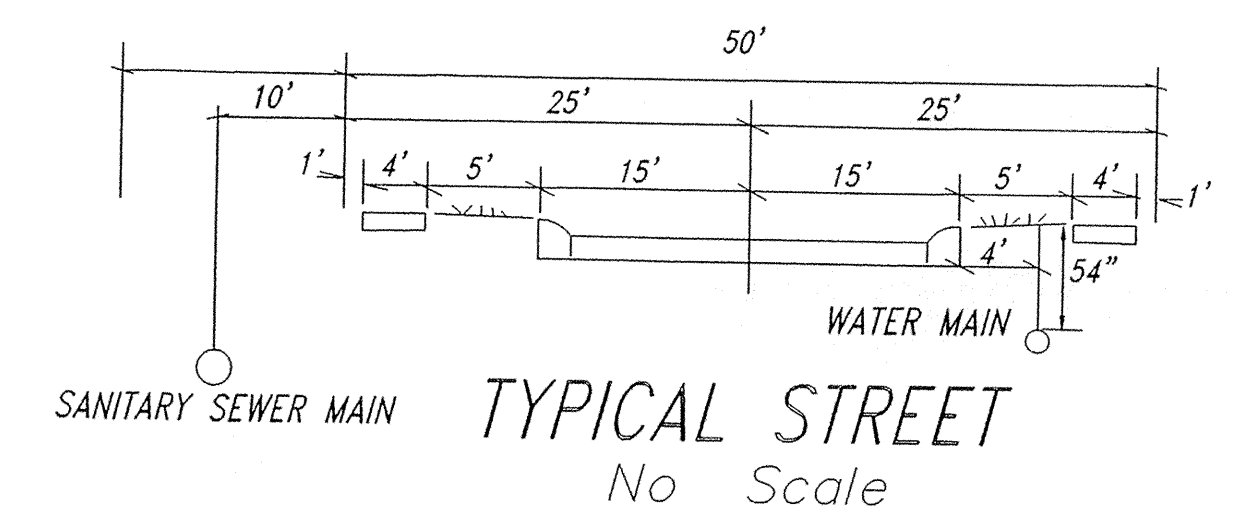 50'
10' 25' 25'
1' 4' 5' 15' 15' 5' 4' 1'
4' 54"
WATER MAIN
SANITARY SEWER MAIN
TYPICAL STREET
No Scale